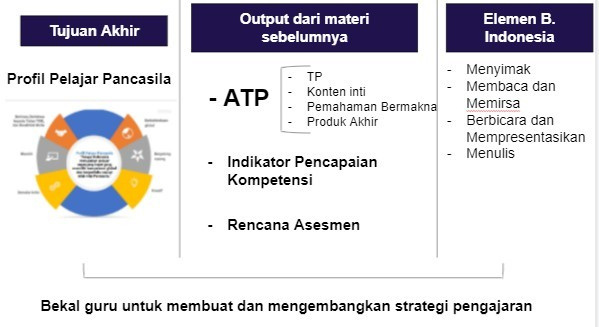 Tujuan Akhir
Profil Pelajar Pancasila
Output dari materi
sebelumnya
- ATP
- TP
- Konten inti
- Pemahaman Bermakna
- Produk Akhir
- Indikator Pencapaian
Kompetensi
- Rencana Asesmen
Elemen B.
Indonesia
- Menyimak
- Membaca dan
Memirsa
- Berbicara dan
Mempresentasikan
- Menulis
Bekal guru untuk membuat dan mengembangkan strategi pengajaran